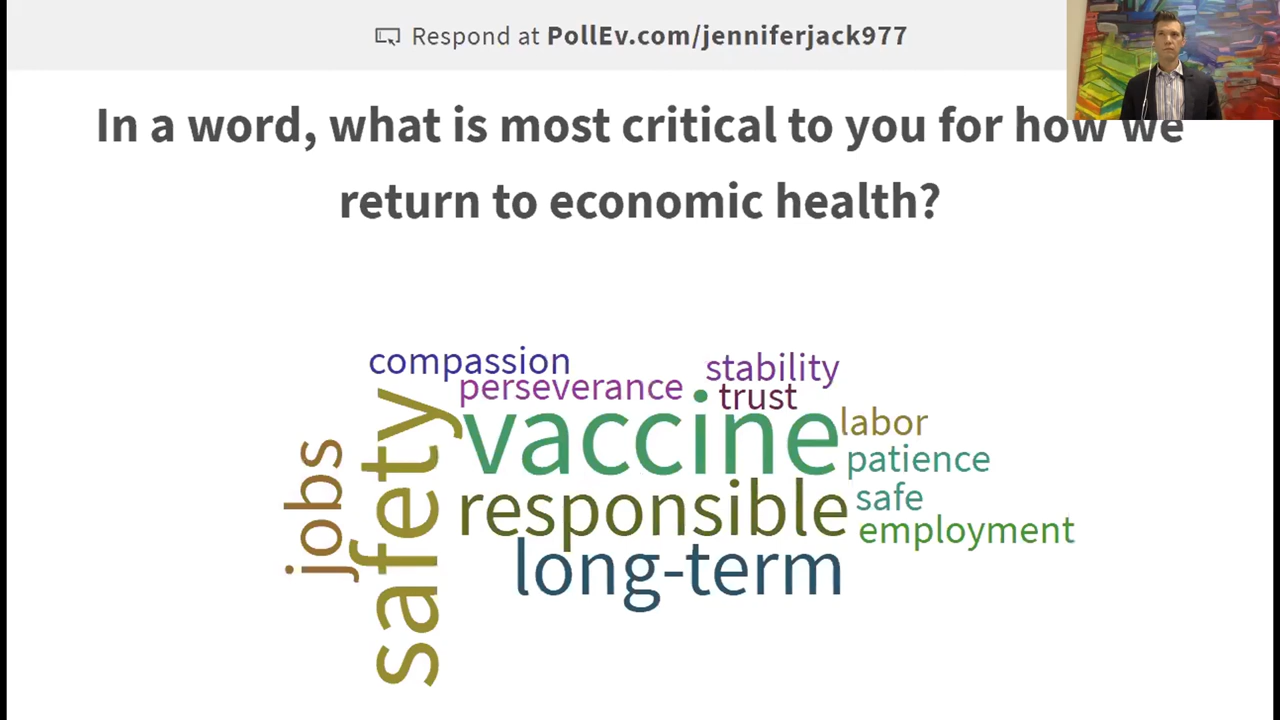 Respond at PollEv.com/jenniferjack977
In a word, what is most critical to you for how we
return to economic health?
compassion
stability
perseverance
trust
vaccine
labor
patience
jobs
safety
responsible
safe
employment
long-term